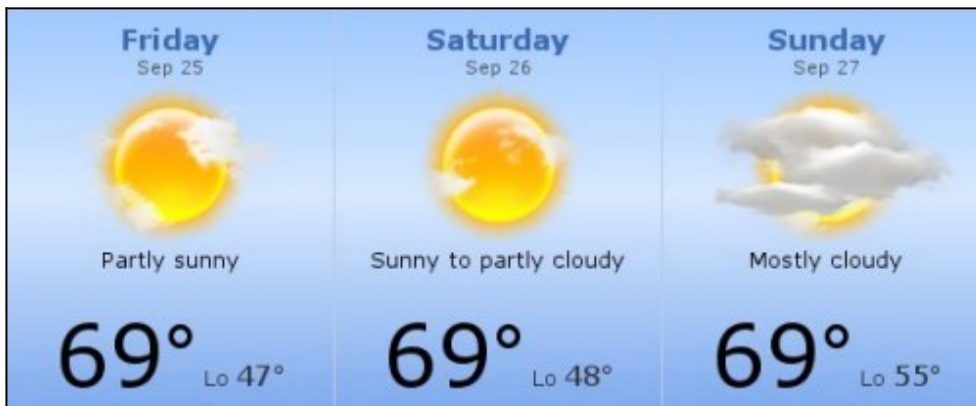 Friday
Sep 25
Partly sunny
69° Lo 47°
Saturday
Sep 26
Sunny to partly cloudy
69° Lo 48°
Sunday
Sep 27
Mostly cloudy
69° Lo 55°